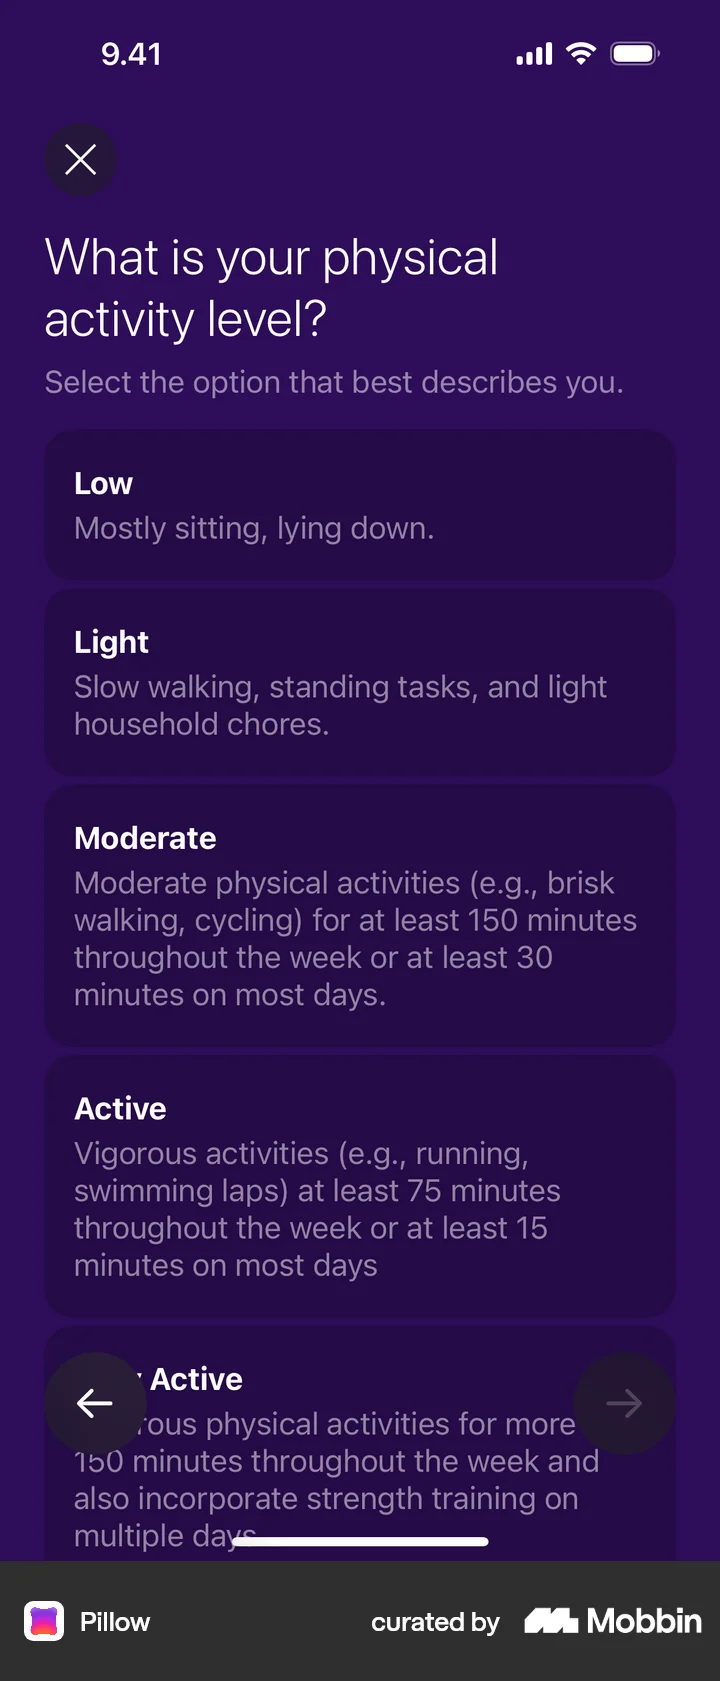 9.41
What is your physical
activity level?
Select the option that best describes you.
Low
Mostly sitting, lying down.
Light
Slow walking, standing tasks, and light
household chores.
Moderate
Moderate physical activities (e.g., brisk
walking, cycling) for at least 150 minutes
throughout the week or at least 30
minutes on most days.
Active
Vigorous activities (e.g., running,
swimming laps) at least 75 minutes
throughout the week or at least 15
minutes on most days
Active
physical activities for more
150 minutes throughout the week and
also incorporate strength training on
multiple days
Pillow
curated by Mobbin